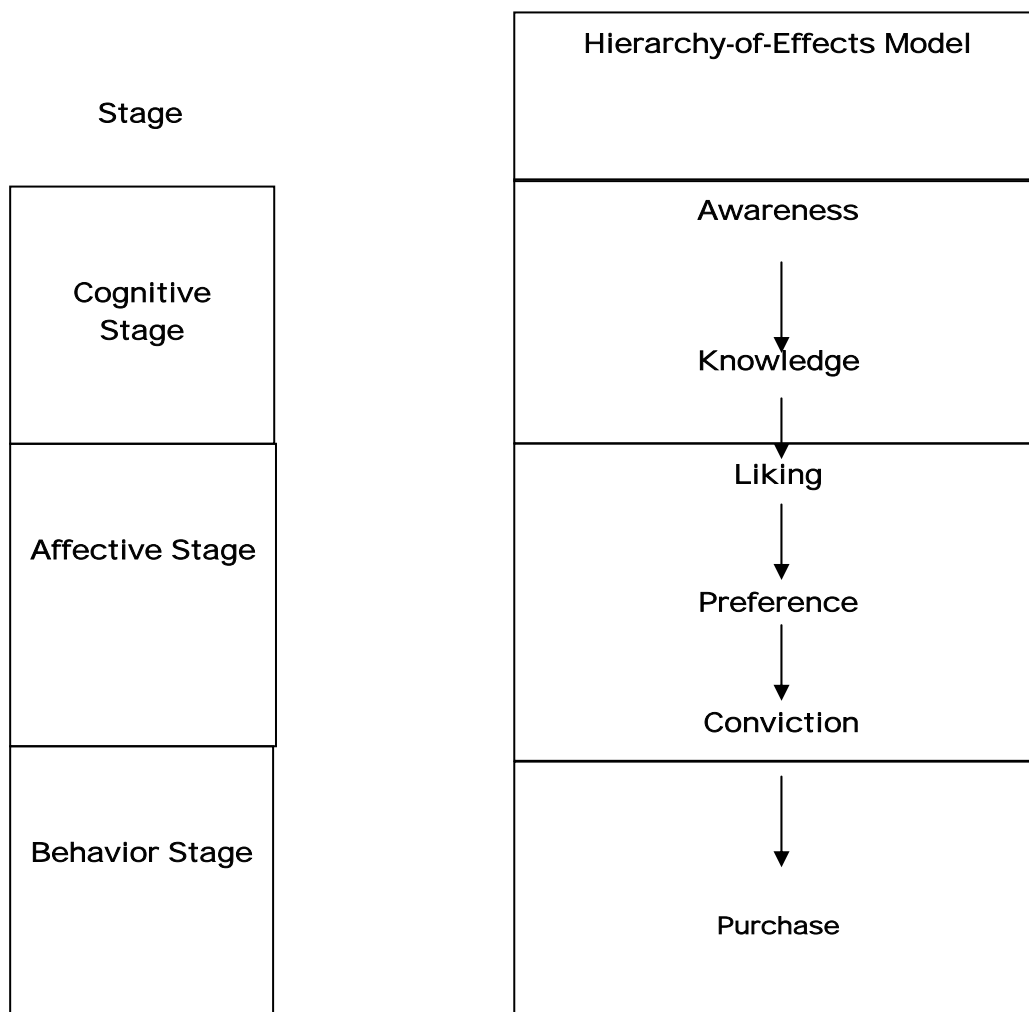 Hierarchy-of-Effects Model
Stage
Awareness
Cognitive
Stage
Knowledge
Liking
Affective Stage
Preference
Conviction
Behavior Stage
Purchase